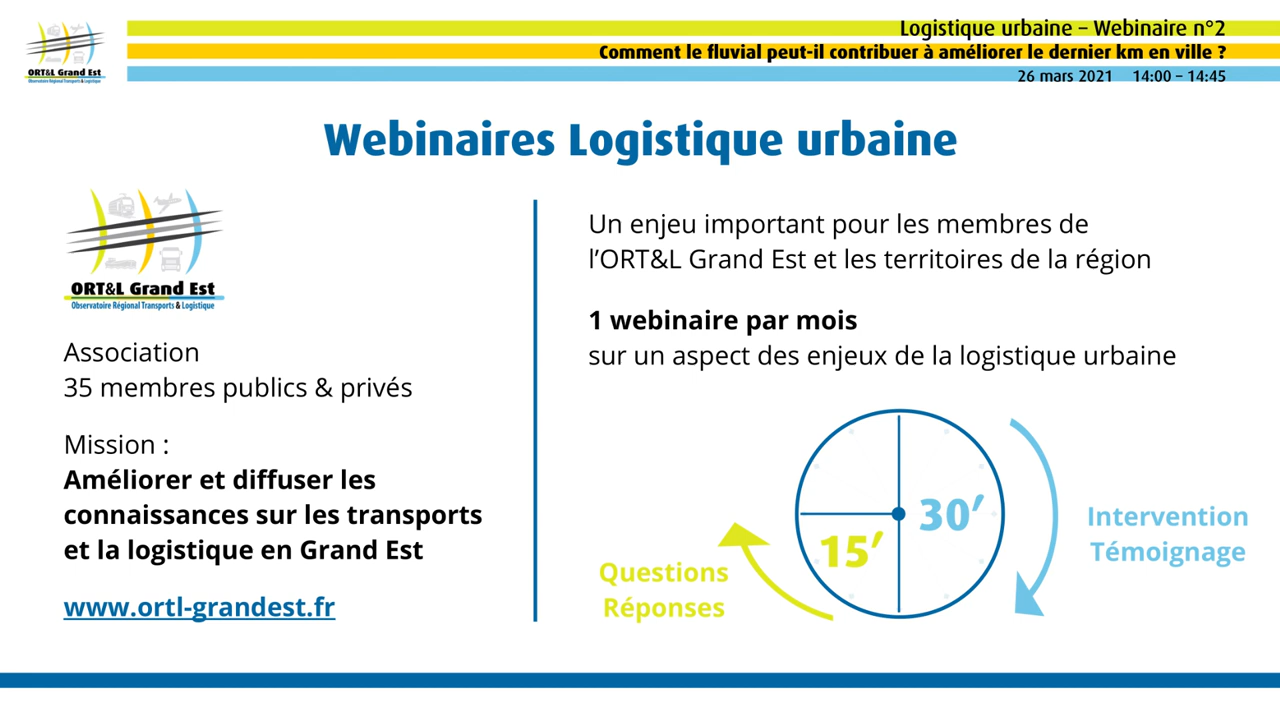 ORT&L Grand Est
Observatoire Régional Transports & Logistique
Logistique urbaine – Webinaire n°2
Comment le fluvial peut-il contribuer à améliorer le dernier km en ville ?
26 mars 2021 14:00 – 14:45
Webinaires Logistique urbaine
ORT&L Grand Est
Observatoire Régional Transports & Logistique
Association
35 membres publics & privés
Mission :
Améliorer et diffuser les
connaissances sur les transports
et la logistique en Grand Est
www.ortl-grandest.fr
Un enjeu important pour les membres de
l’ORT&L Grand Est et les territoires de la région
1 webinaire par mois
sur un aspect des enjeux de la logistique urbaine
30’
15’
Intervention
Témoignage
Questions
Réponses